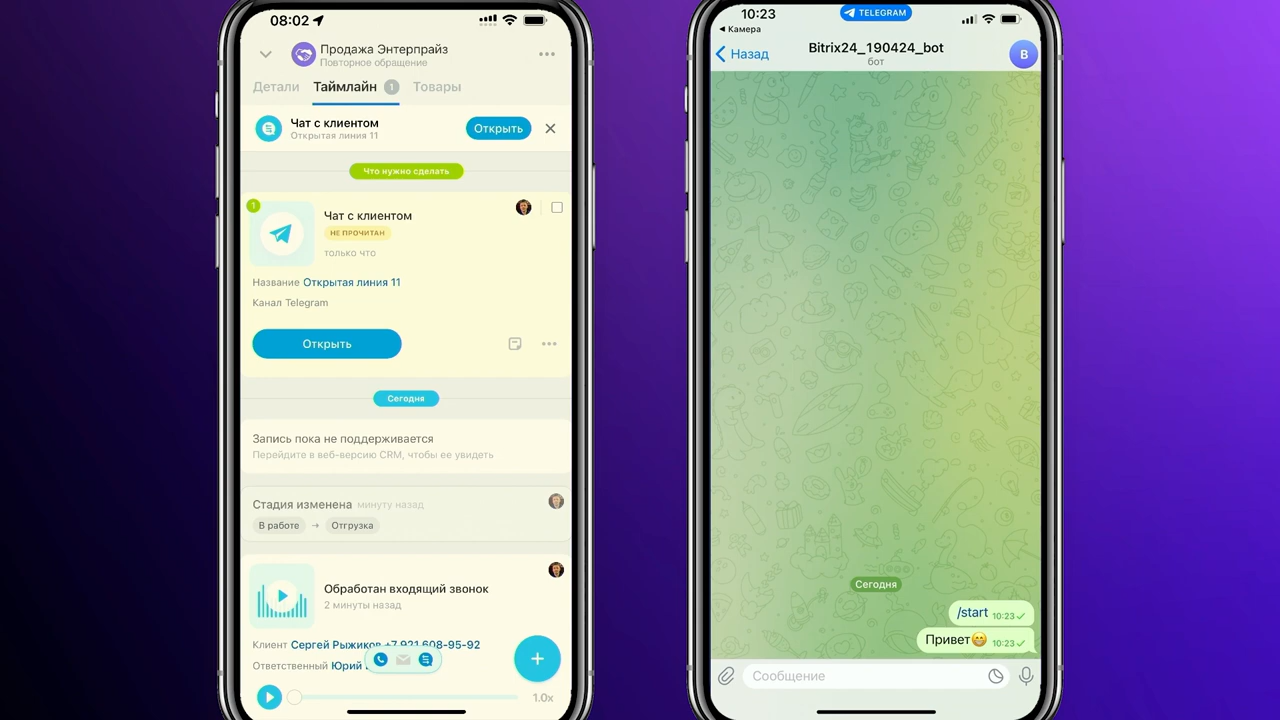 08:02
Продажа Энтерпрайз
Повторное обращение
Детали Таймлайн 1 Товары
Чат с клиентом
Открытая линия 11
Открыть
Что нужно сделать
1
Чат с клиентом
НЕ ПРОЧИТАН
только что
Название Открытая линия 11
Канал Telegram
Открыть
Сегодня
Запись пока не поддерживается
Перейдите в веб-версию CRM, чтобы ее увидеть
Стадия изменена минуту назад
В работе → Отгрузка
Обработан входящий звонок
2 минуты назад
Клиент Сергей Рыжиков +7 921 608-95-92
Ответственный Юрий
1.0x
10:23
TELEGRAM
Камера
Назад
Bitrix24_190424_bot
бот
B
Сегодня
/start 10:23
Привет😁 10:23
Сообщение